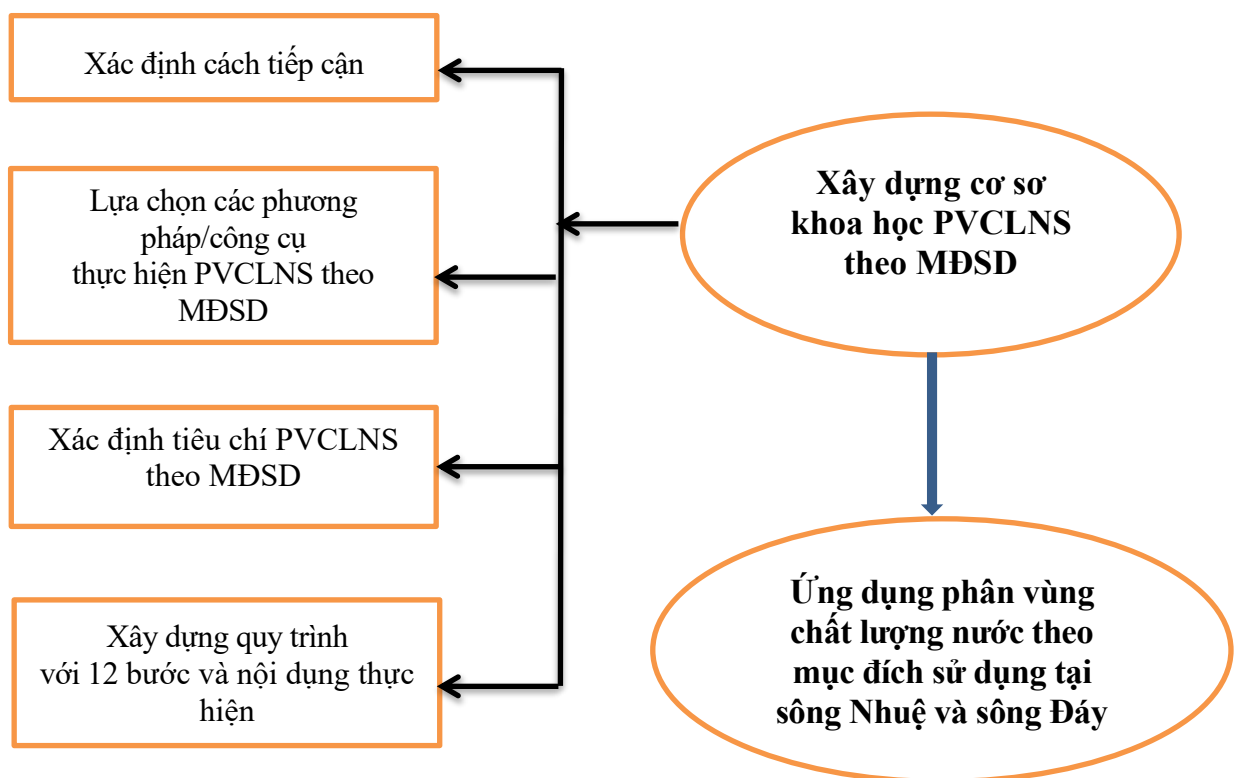 Xác định cách tiếp cận
Lựa chọn các phương
pháp/công cụ
thực hiện PVCLNS theo
MĐSD
Xác định tiêu chí PVCLNS
theo MĐSD
Xây dựng quy trình
với 12 bước và nội dụng thực
hiện
Xây dựng cơ sơ
khoa học PVCLNS
theo MĐSD
Ứng dụng phân vùng
chất lượng nước theo
mục đích sử dụng tại
sông Nhuệ và sông Đáy